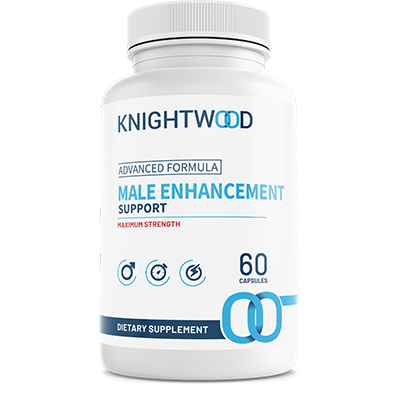 KNIGHTWOOD
ADVANCED FORMULA
MALE ENHANCEMENT
SUPPORT
MAXIMUM STRENGTH
60
CAPSULES
DIETARY SUPPLEMENT